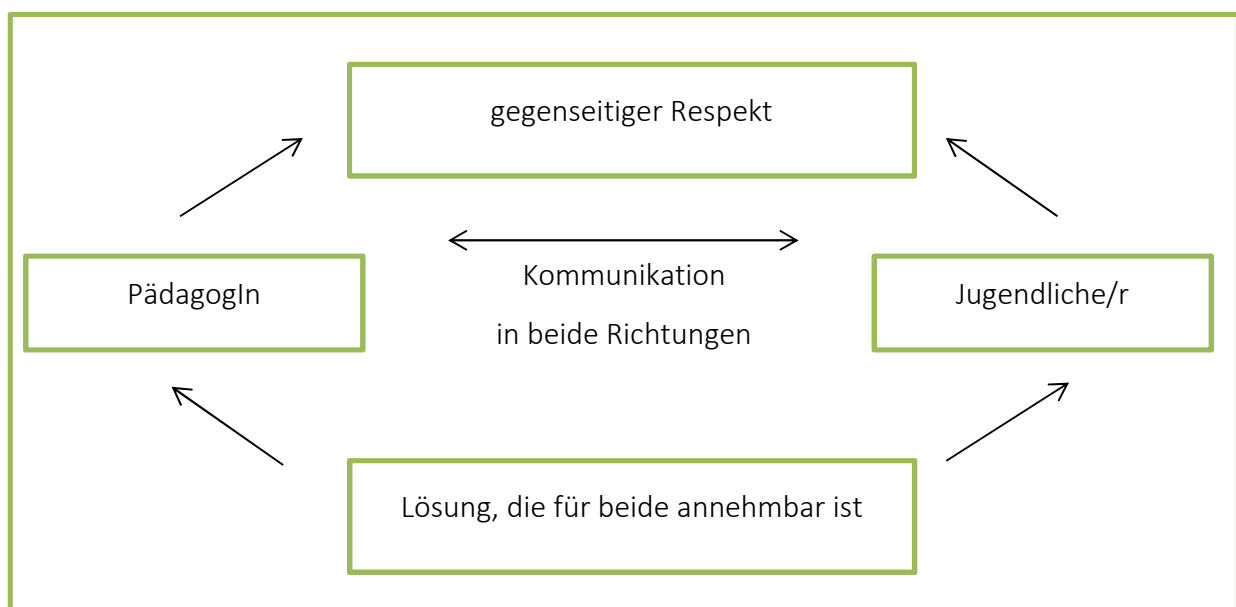 gegenseitiger Respekt
PädagogIn
Kommunikation
in beide Richtungen
Jugendliche/r
Lösung, die für beide annehmbar ist